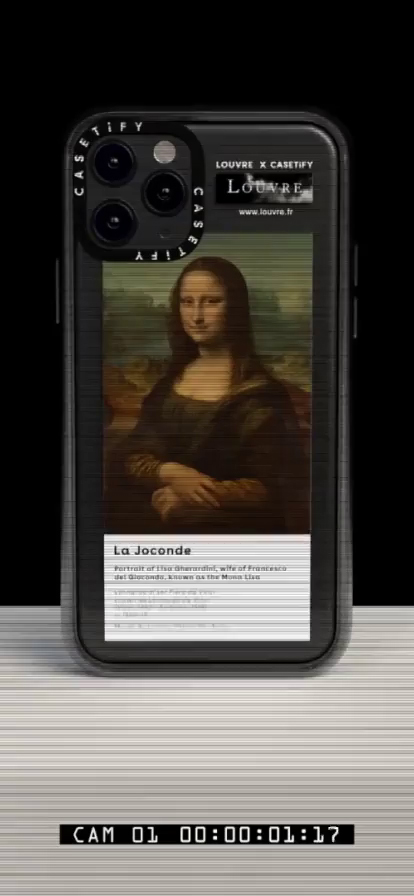 CASETiFY
CASETiFY
CASETiFY
LOUVRE X CASETiFY
LOUVRE
www.louvre.fr
La Joconde
Portrait of Lisa Gherardini, wife of Francesco
del Giocondo, known as the Mona Lisa
CAM 01 00:00:01:17